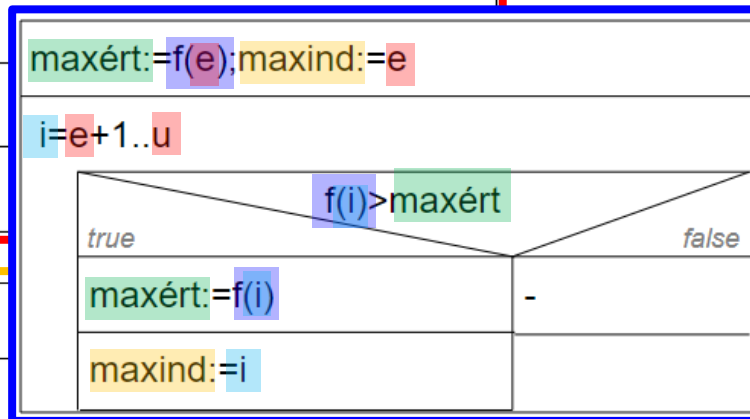 maxért:=f(e);maxind:=e
i=e+1..u
f(i)>maxért
true false
maxért:=f(i) -
maxind:=i